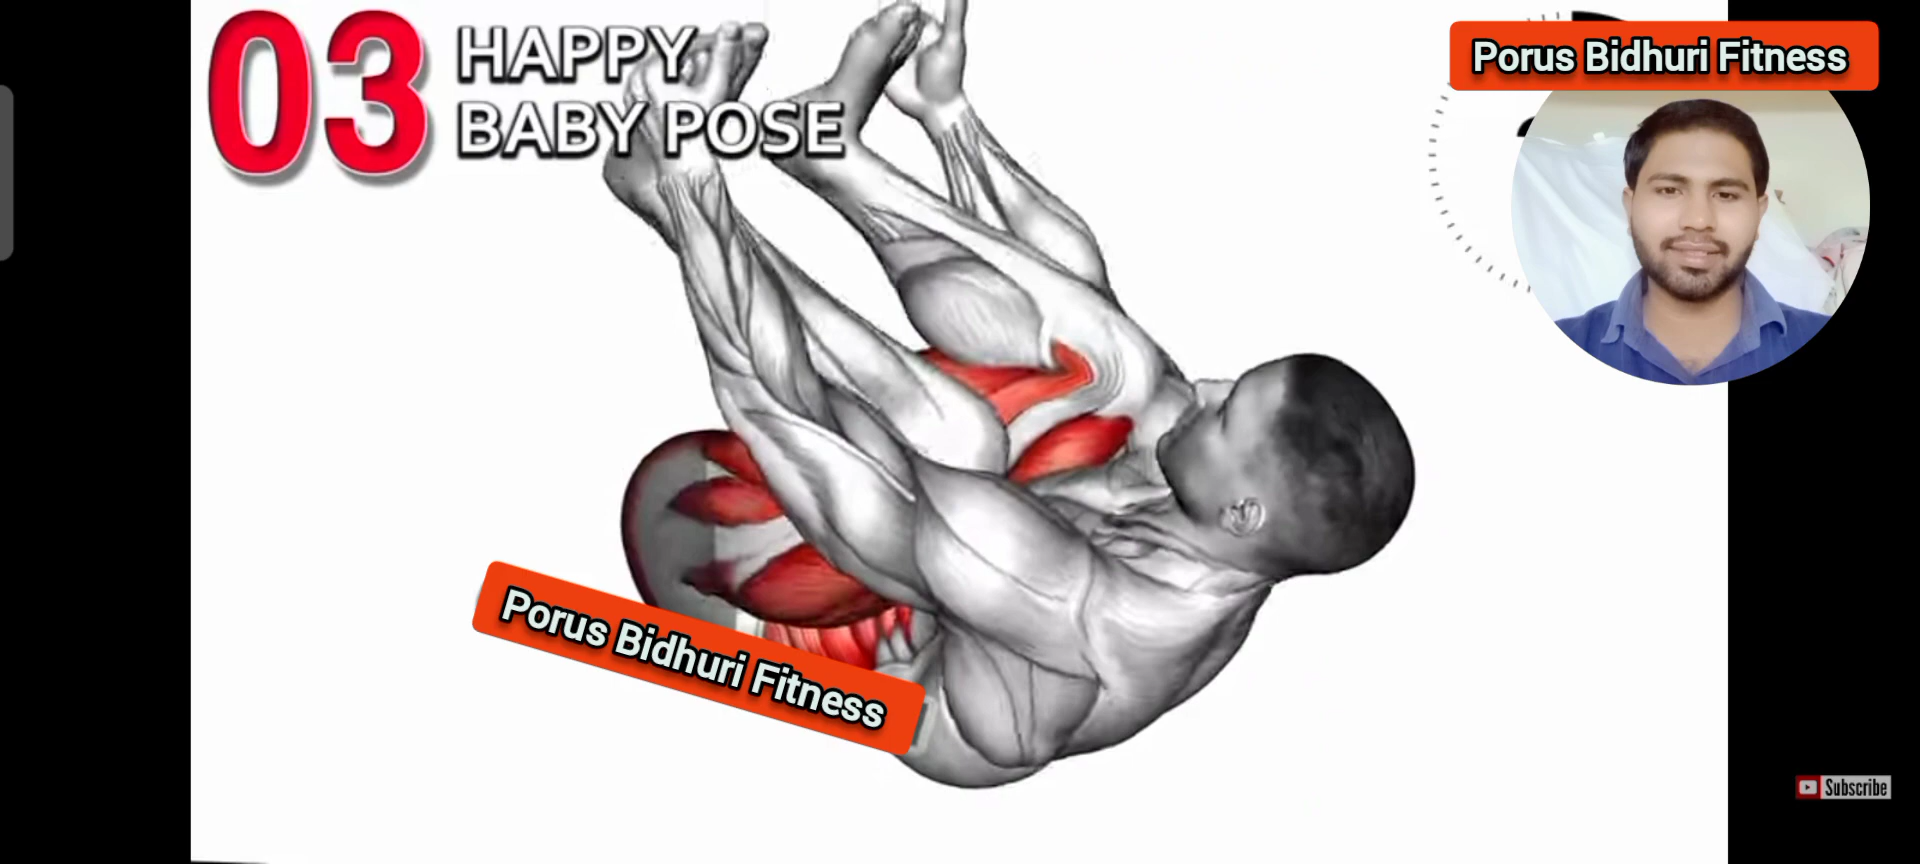 03
HAPPY
BABY POSE
Porus Bidhuri Fitness
Porus Bidhuri Fitness
Subscribe